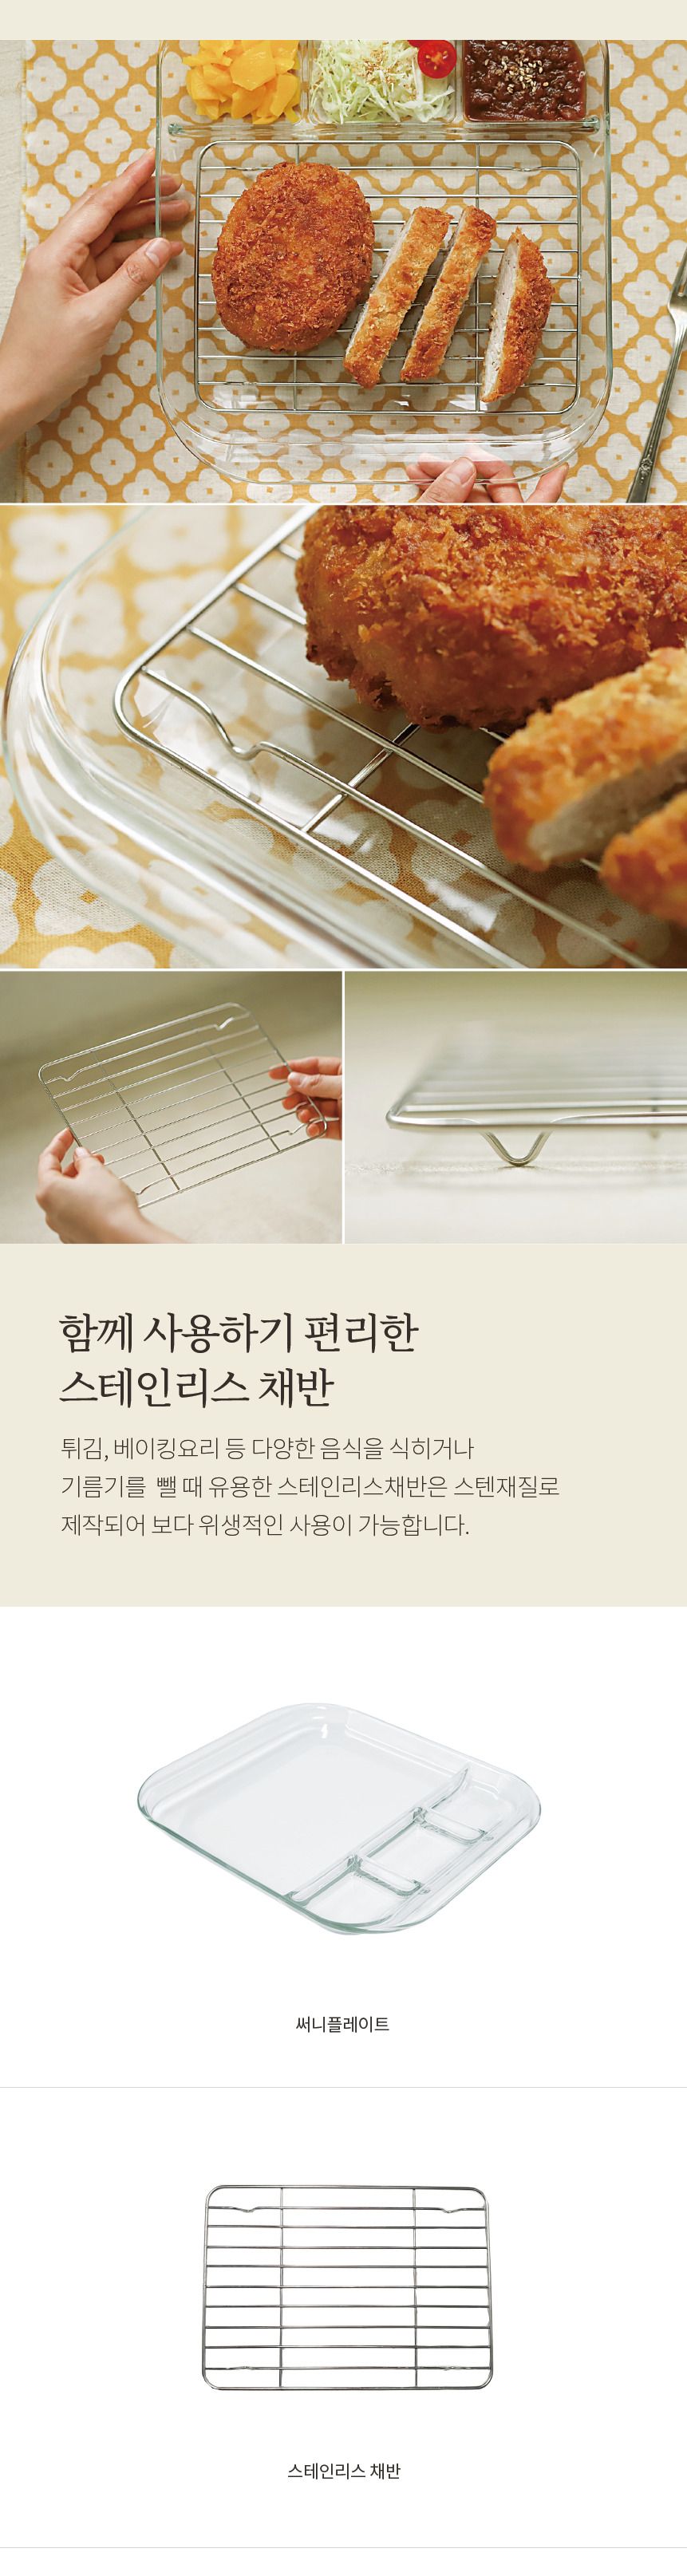 함께 사용하기 편리한
스테인리스 채반
튀김, 베이킹요리 등 다양한 음식을 식히거나
기름기를 뺄 때 유용한 스테인리스채반은 스텐재질로
제작되어 보다 위생적인 사용이 가능합니다.
써니플레이트
스테인리스 채반